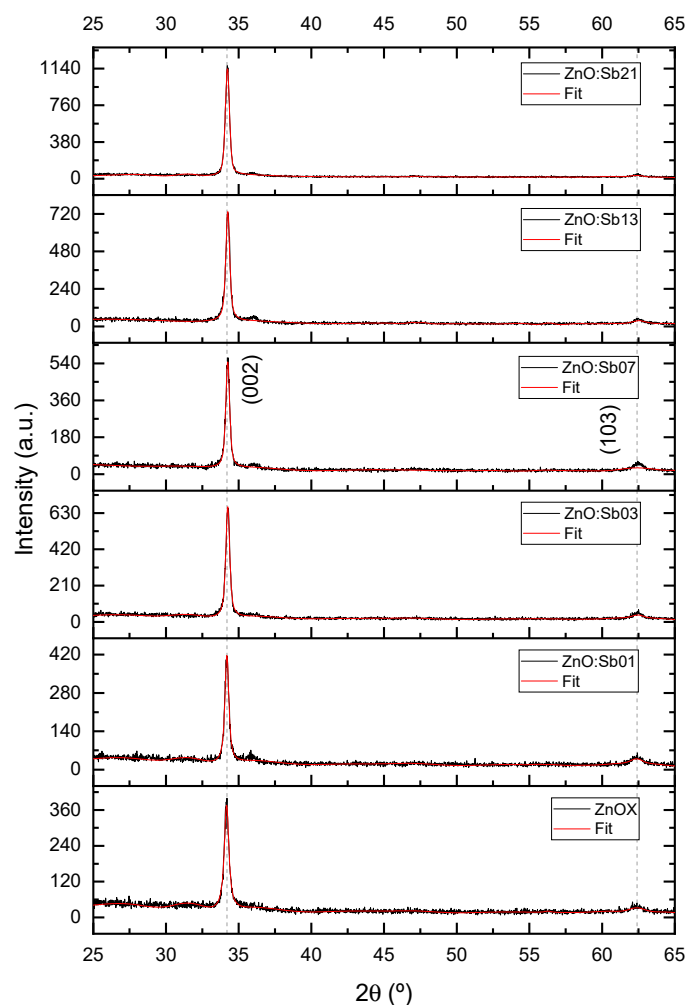 25 30 35 40 45 50 55 60 65
1140
760
380
0
ZnO:Sb21
Fit
720
480
240
0
ZnO:Sb13
Fit
540
360
180
0
(002)
(103)
ZnO:Sb07
Fit
630
420
210
0
ZnO:Sb03
Fit
420
280
140
0
ZnO:Sb01
Fit
360
240
120
0
ZnOX
Fit
25 30 35 40 45 50 55 60 65
Intensity (a.u.)
2θ (º)